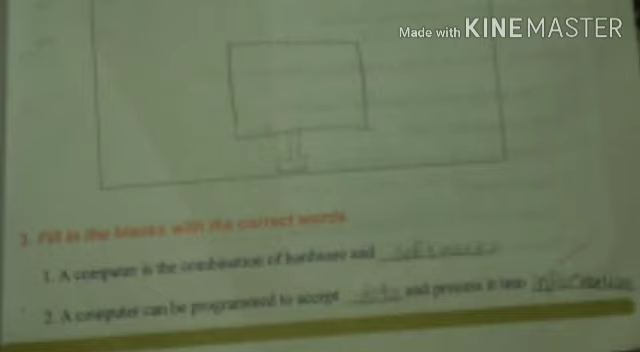 Made with KINEMASTER
3. Fill in the blanks with the correct words
1. A computer is the combination of hardware and software
2. A computer can be programmed to accept data and process it into information